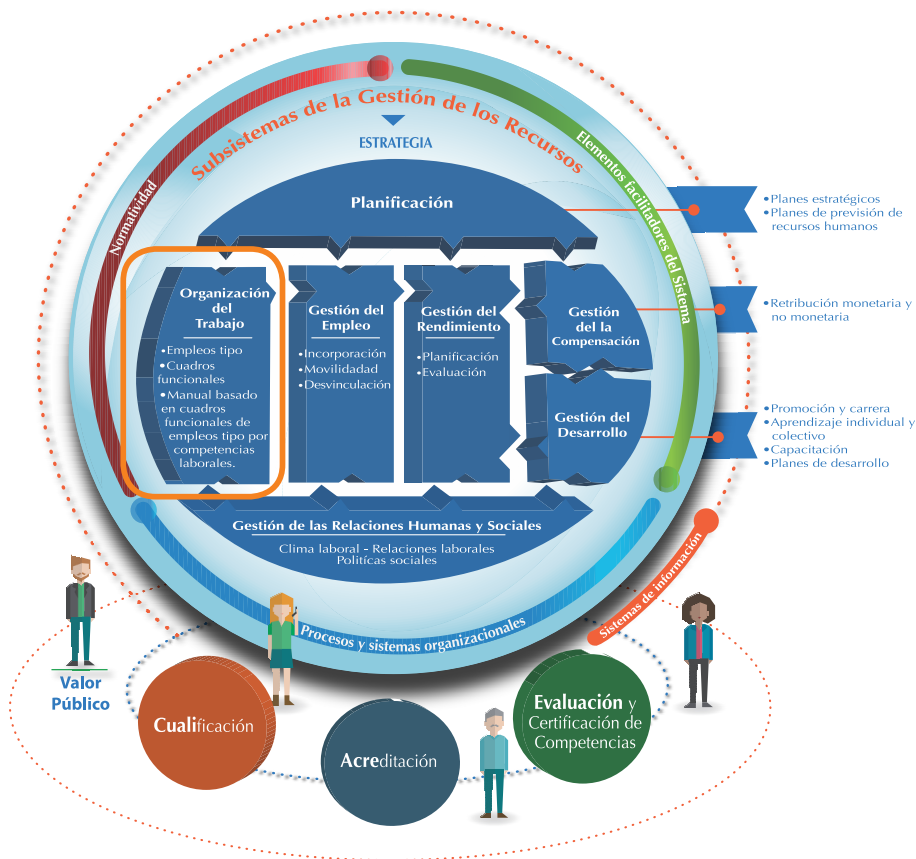 Subsistemas de la Gestión de los Recursos
ESTRATEGIA
Normatividad
Elementos facilitadores del Sistema
Planificación
•Planes estratégicos
•Planes de previsión de
recursos humanos
Organización
del
Trabajo
•Empleos tipo
•Cuadros
funcionales
•Manual basado
en cuadros
funcionales de
empleos tipo por
competencias
laborales.
Gestión del
Empleo
•Incorporación
•Movilidadad
•Desvinculación
Gestión del
Rendimiento
•Planificación
•Evaluación
Gestión
del la
Compensación
•Retribución monetaria y
no monetaria
Gestión del
Desarrollo
•Promoción y carrera
•Aprendizaje individual y
colectivo
•Capacitación
•Planes de desarrollo
Gestión de las Relaciones Humanas y Sociales
Clima laboral - Relaciones laborales
Politícas sociales
Procesos y sistemas organizacionales
Sistemas de información
Valor
Público
Cualificación
Acreditación
Evaluación y
Certificación de
Competencias